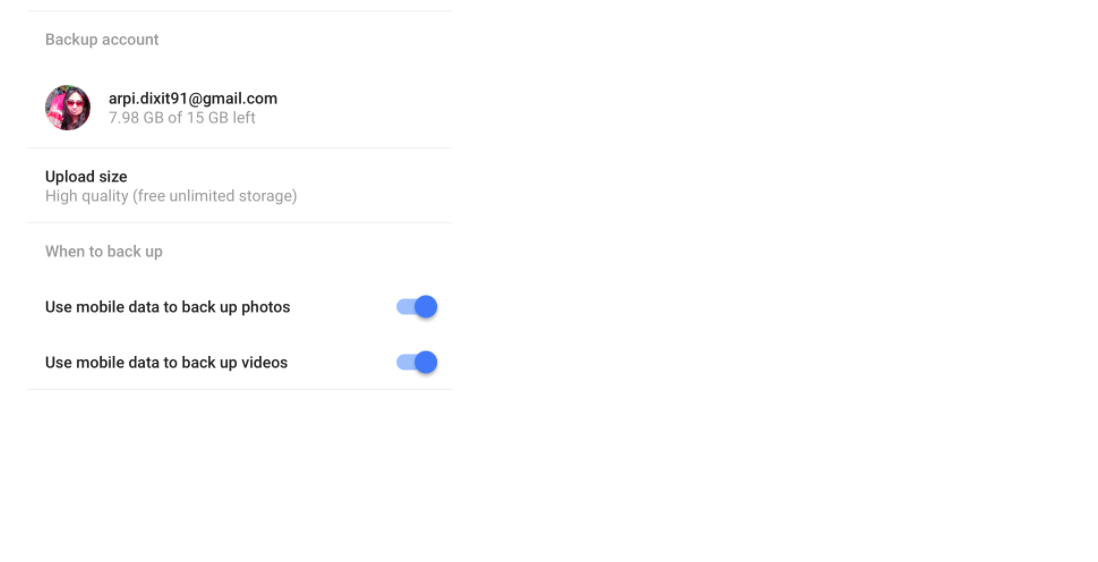 Backup account
arpi.dixit91@gmail.com
7.98 GB of 15 GB left
Upload size
High quality (free unlimited storage)
When to back up
Use mobile data to back up photos
Use mobile data to back up videos